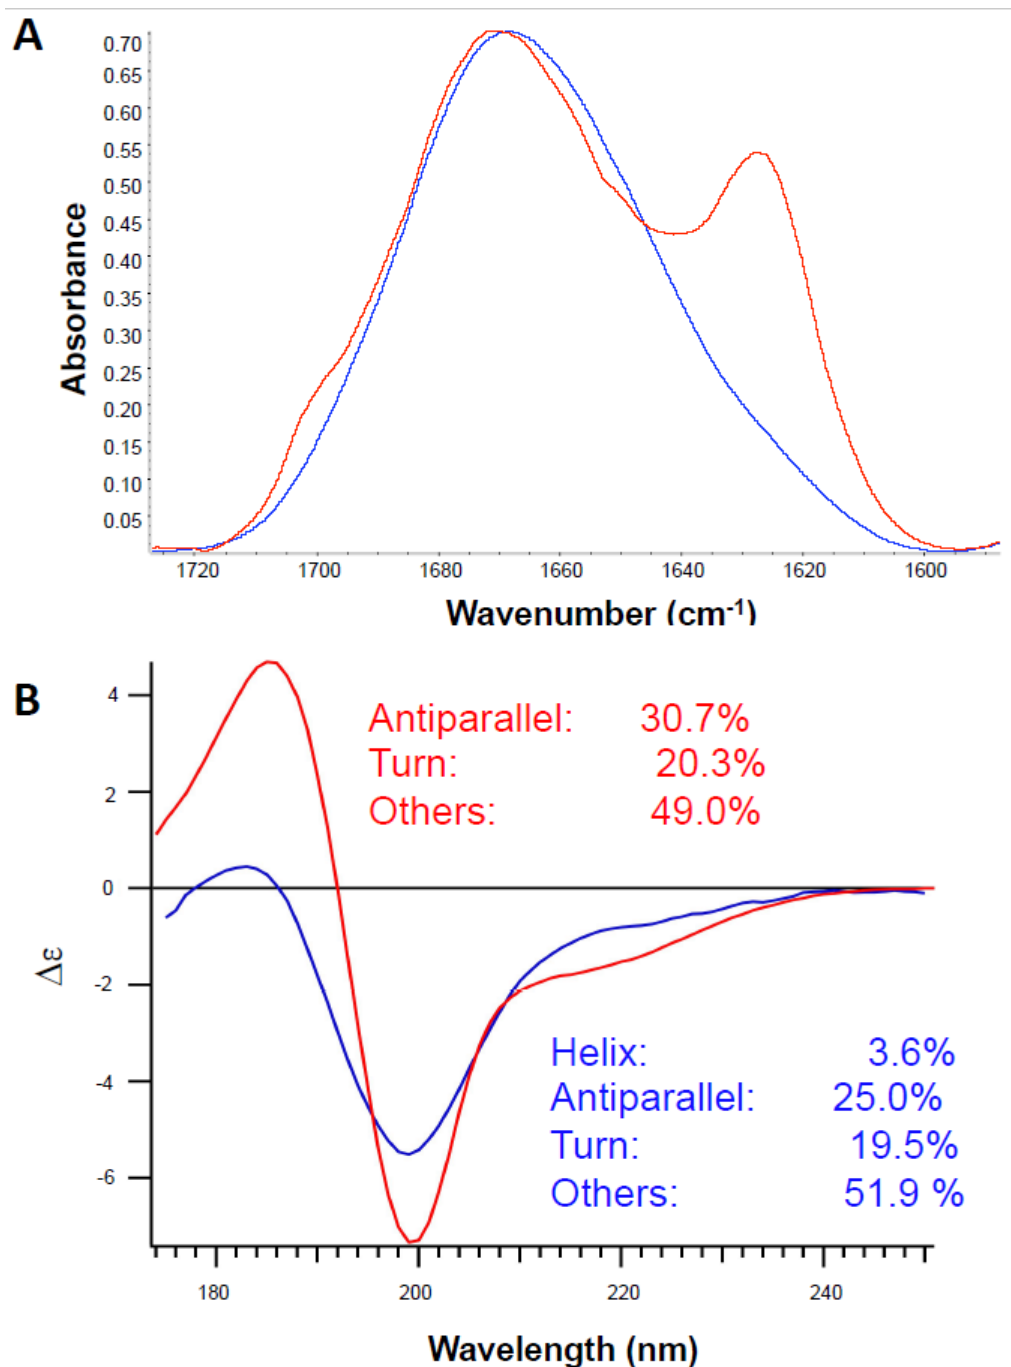 A
0.70
0.65
0.60
0.55
0.50
0.45
0.40
0.35
0.30
0.25
0.20
0.15
0.10
0.05
Absorbance
1720 1700 1680 1660 1640 1620 1600
Wavenumber (cm⁻¹)
B
4
2
0
-2
-4
-6
Δε
Antiparallel: 30.7%
Turn: 20.3%
Others: 49.0%
Helix: 3.6%
Antiparallel: 25.0%
Turn: 19.5%
Others: 51.9 %
180 200 220 240
Wavelength (nm)